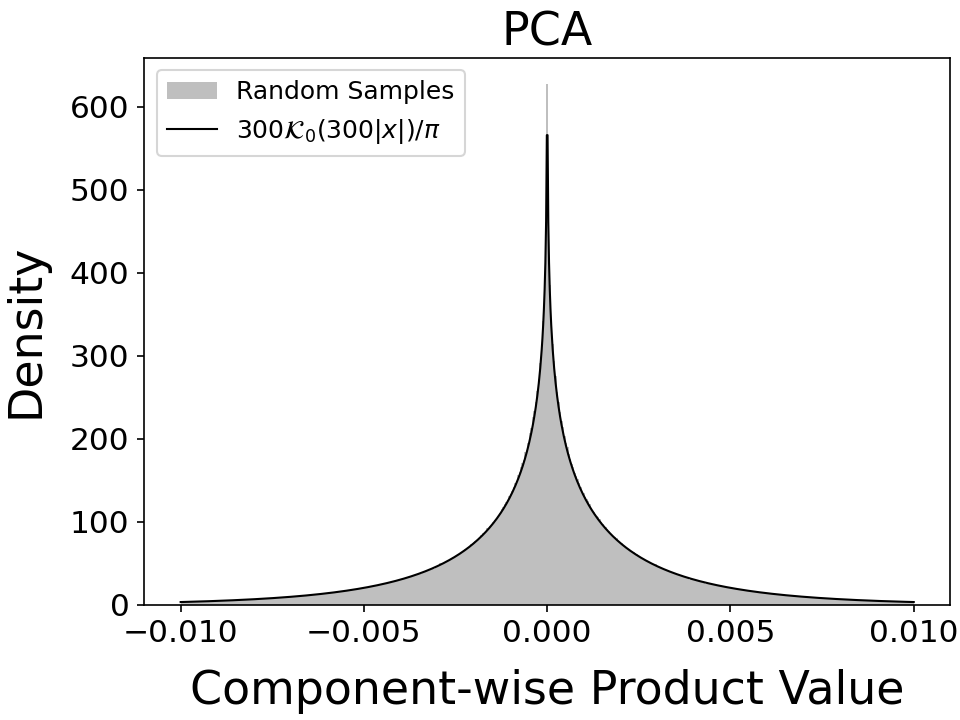 PCA
Random Samples
300𝒦₀(300|x|)/π
Density
600
500
400
300
200
100
0
−0.010
−0.005
0.000
0.005
0.010
Component-wise Product Value